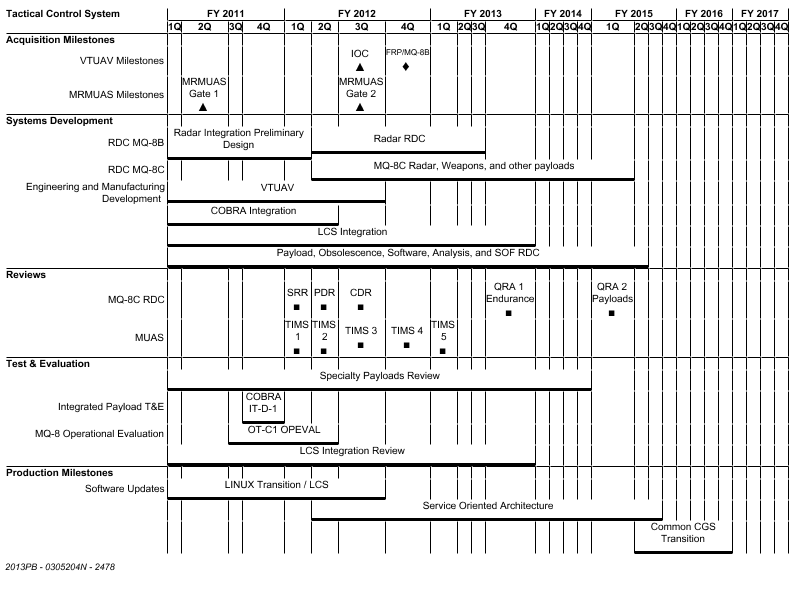 Tactical Control System FY 2011 FY 2012 FY 2013 FY 2014 FY 2015 FY 2016 FY 2017
1Q 2Q 3Q 4Q 1Q 2Q 3Q 4Q 1Q 2Q 3Q 4Q 1Q 2Q 3Q 4Q 1Q 2Q 3Q 4Q 1Q 2Q 3Q 4Q 1Q 2Q 3Q 4Q
Acquisition Milestones
VTUAV Milestones IOC FRP/MQ-8B
MRMUAS Milestones MRMUAS Gate 1 MRMUAS Gate 2
Systems Development
RDC MQ-8B Radar Integration Preliminary Design Radar RDC
RDC MQ-8C MQ-8C Radar, Weapons, and other payloads
Engineering and Manufacturing
Development
VTUAV
COBRA Integration
LCS Integration
Payload, Obsolescence, Software, Analysis, and SOF RDC
Reviews
MQ-8C RDC SRR PDR CDR QRA 1 Endurance QRA 2 Payloads
MUAS TIMS 1 TIMS 2 TIMS 3 TIMS 4 TIMS 5
Test & Evaluation
Specialty Payloads Review
Integrated Payload T&E COBRA IT-D-1
MQ-8 Operational Evaluation OT-C1 OPEVAL
LCS Integration Review
Production Milestones
Software Updates LINUX Transition / LCS
Service Oriented Architecture
Common CGS
Transition
2013PB - 0305204N - 2478